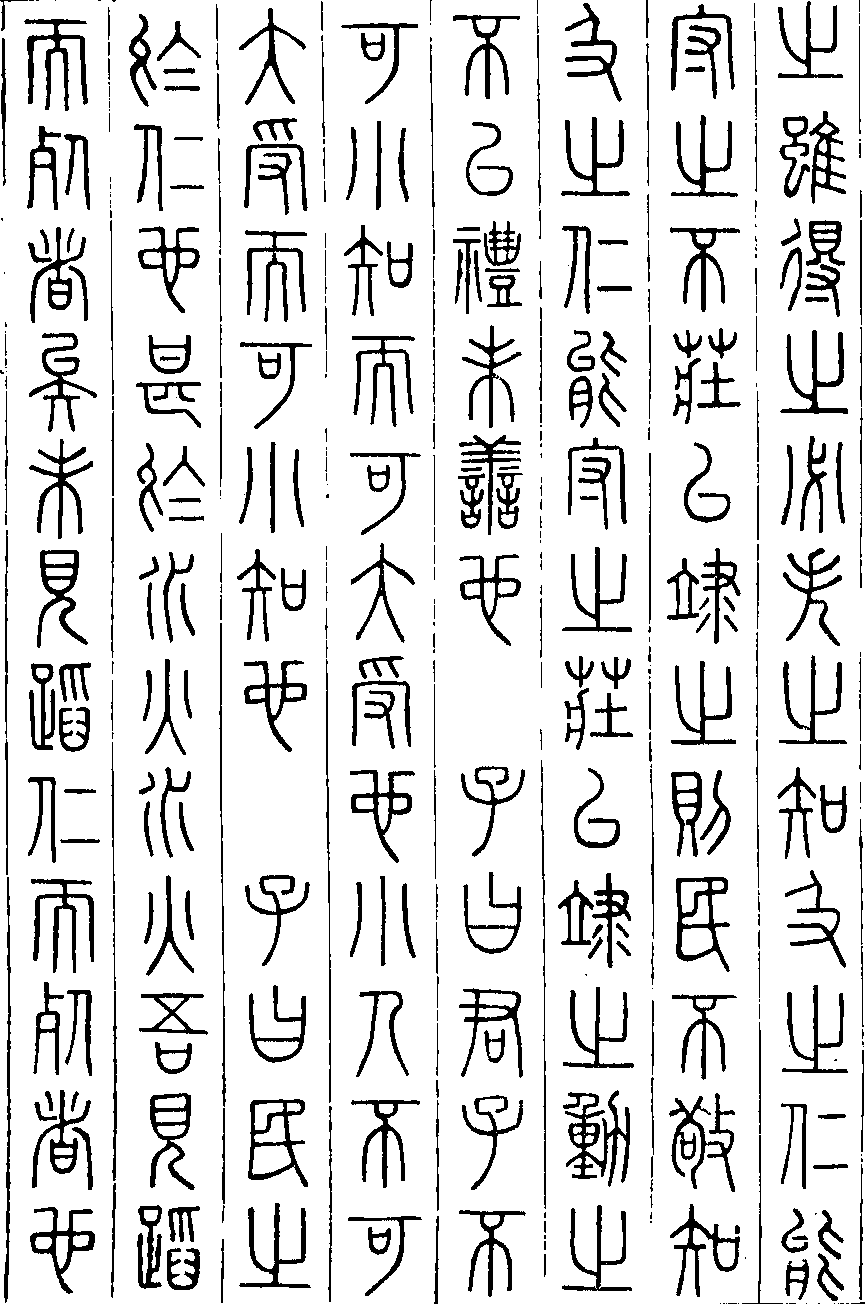 之雖得之必失之知及之仁能
守之不莊以䇐之則民不敬知
及之仁能守之莊以䇐之動之
不以禮未善也　子曰君子不
可小知而可大受也小人不可
大受而可小知也　子曰民之
於仁也甚於水火水火吾見蹈
而死者矣未見蹈仁而死者也